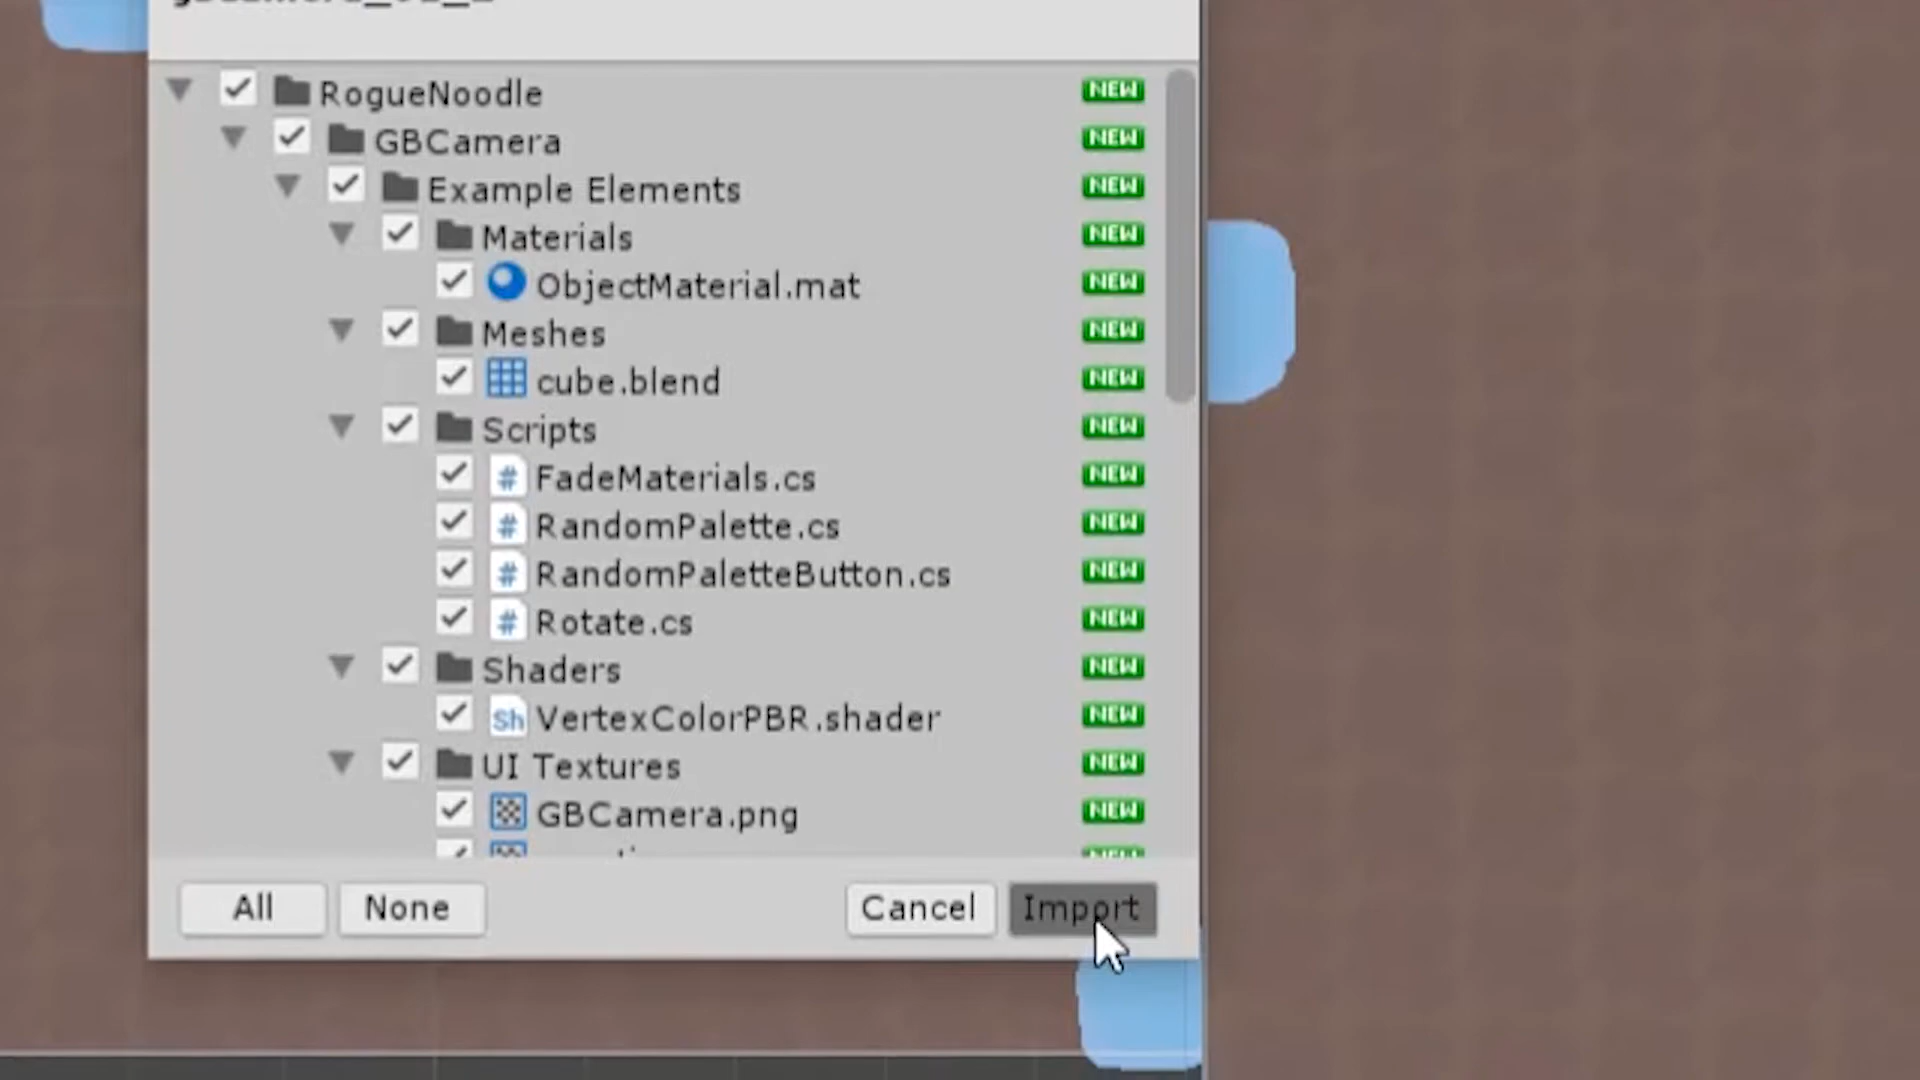 RogueNoodle NEW
GBCamera NEW
Example Elements NEW
Materials NEW
ObjectMaterial.mat NEW
Meshes NEW
cube.blend NEW
Scripts NEW
# FadeMaterials.cs NEW
# RandomPalette.cs NEW
# RandomPaletteButton.cs NEW
# Rotate.cs NEW
Shaders NEW
Sh VertexColorPBR.shader NEW
UI Textures NEW
GBCamera.png NEW
All None Cancel Import